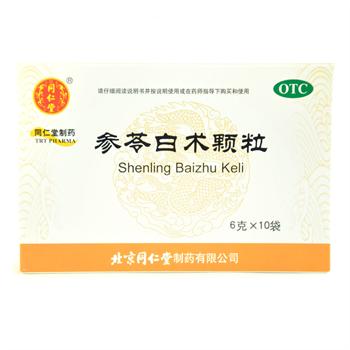 同仁堂
®
请仔细阅读说明书并按说明使用或在药师指导下购买和使用
OTC
同仁堂制药
TRT PHARMA
参苓白术颗粒
Shenling Baizhu Keli
6克×10袋
北京同仁堂制药有限公司